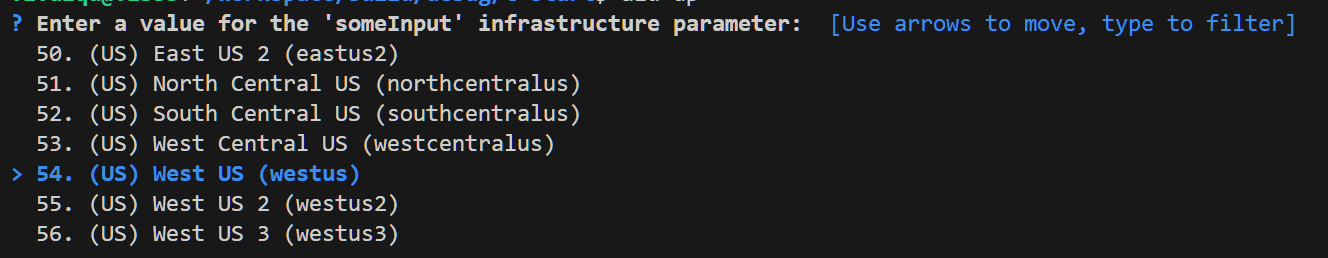 ? Enter a value for the 'someInput' infrastructure parameter:  [Use arrows to move, type to filter]
50. (US) East US 2 (eastus2)
51. (US) North Central US (northcentralus)
52. (US) South Central US (southcentralus)
53. (US) West Central US (westcentralus)
> 54. (US) West US (westus)
55. (US) West US 2 (westus2)
56. (US) West US 3 (westus3)